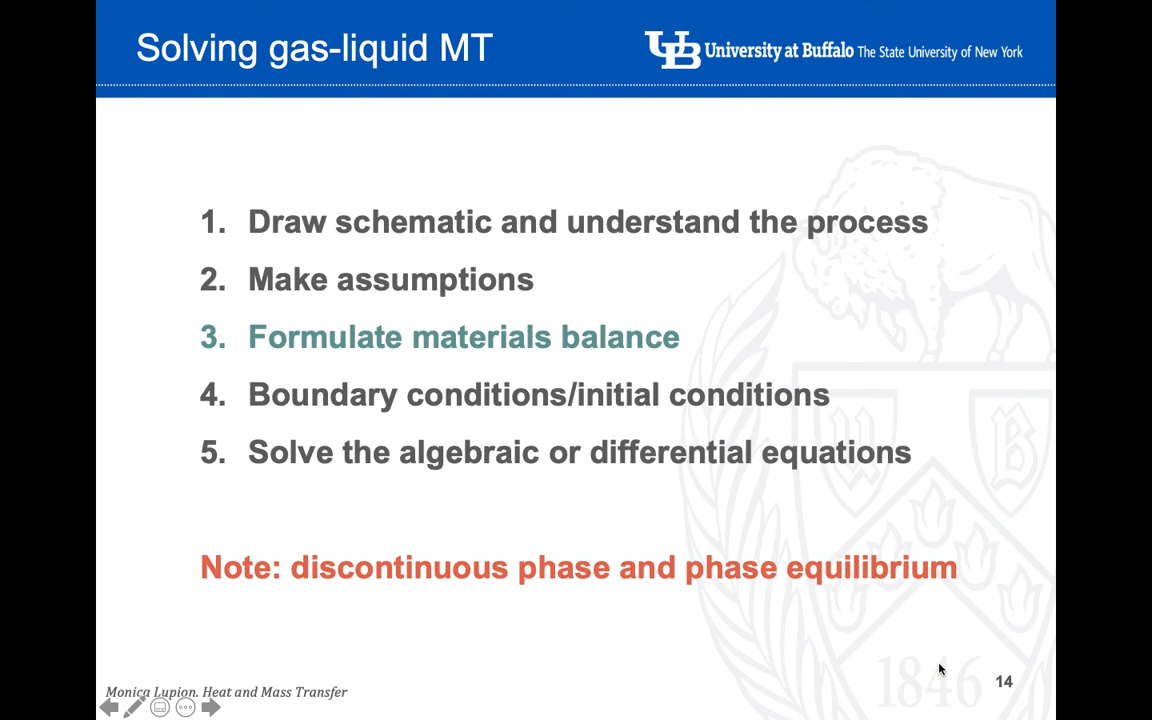 Solving gas-liquid MT
UB University at Buffalo The State University of New York
1. Draw schematic and understand the process
2. Make assumptions
3. Formulate materials balance
4. Boundary conditions/initial conditions
5. Solve the algebraic or differential equations
Note: discontinuous phase and phase equilibrium
U B
1846
Monica Lupion. Heat and Mass Transfer
14